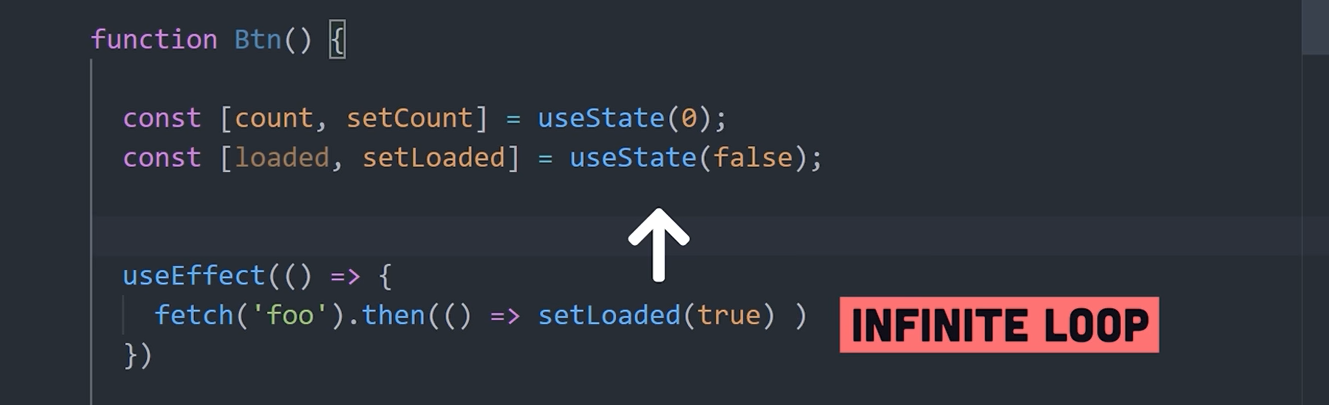 function Btn() {
const [count, setCount] = useState(0);
const [loaded, setLoaded] = useState(false);
useEffect(() => {
fetch('foo').then(() => setLoaded(true) )
INFINITE LOOP
})